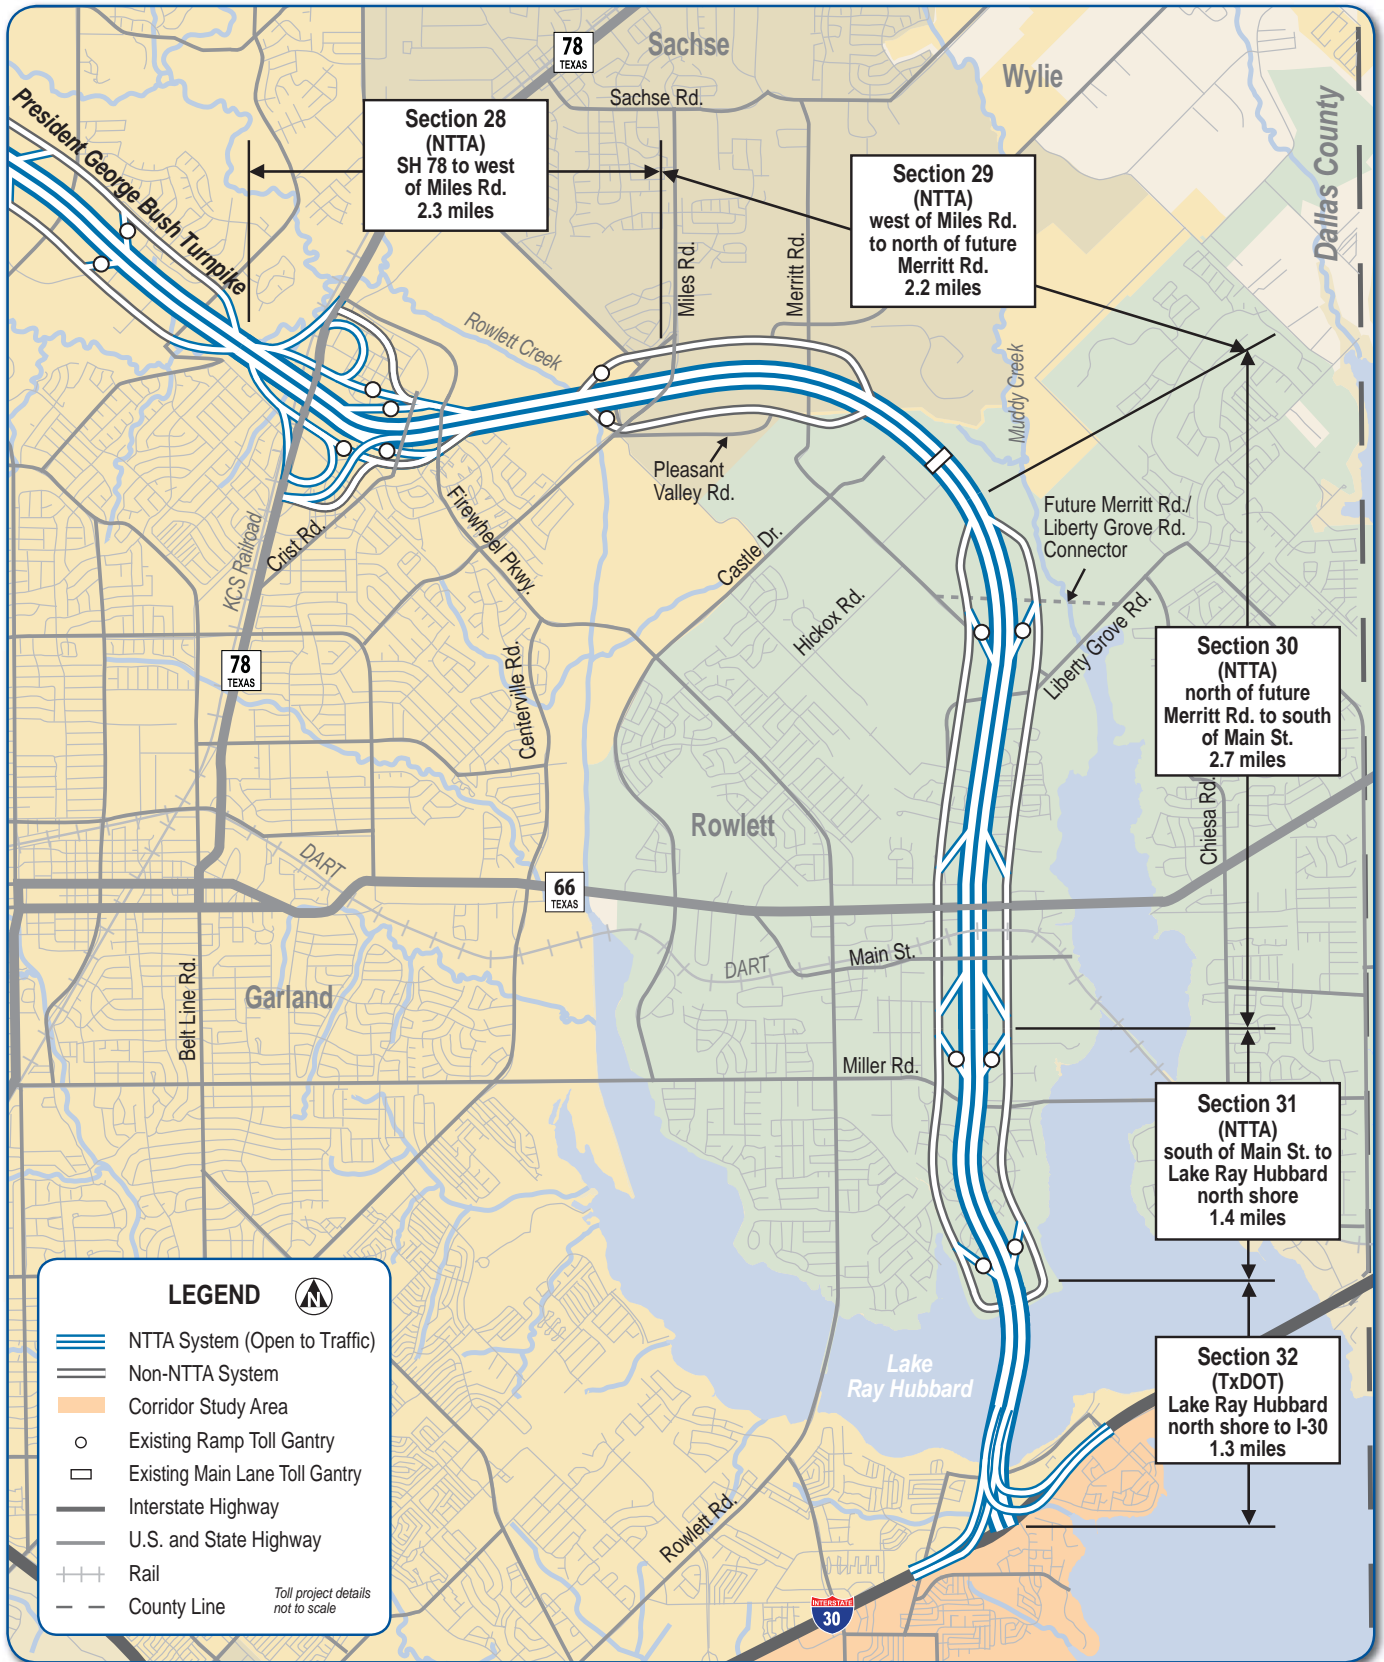 78
TEXAS
Sachse
Wylie
Sachse Rd.
Dallas County
President George Bush Turnpike
Section 28
(NTTA)
SH 78 to west
of Miles Rd.
2.3 miles
Section 29
(NTTA)
west of Miles Rd.
to north of future
Merritt Rd.
2.2 miles
Miles Rd.
Merritt Rd.
Rowlett Creek
Muddy Creek
Pleasant
Valley Rd.
Future Merritt Rd./
Liberty Grove Rd.
Connector
KCS Railroad
Crist Rd.
Firewheel Pkwy.
Castle Dr.
Hickox Rd.
Liberty Grove Rd.
78
TEXAS
Centerville Rd.
Section 30
(NTTA)
north of future
Merritt Rd. to south
of Main St.
2.7 miles
Chiesa Rd.
Rowlett
DART
66
TEXAS
Main St.
DART
Garland
Belt Line Rd.
Miller Rd.
Section 31
(NTTA)
south of Main St. to
Lake Ray Hubbard
north shore
1.4 miles
Lake
Ray Hubbard
Section 32
(TxDOT)
Lake Ray Hubbard
north shore to I-30
1.3 miles
Rowlett Rd.
INTERSTATE
30
LEGEND
N
NTTA System (Open to Traffic)
Non-NTTA System
Corridor Study Area
Existing Ramp Toll Gantry
Existing Main Lane Toll Gantry
Interstate Highway
U.S. and State Highway
Rail
County Line
Toll project details
not to scale